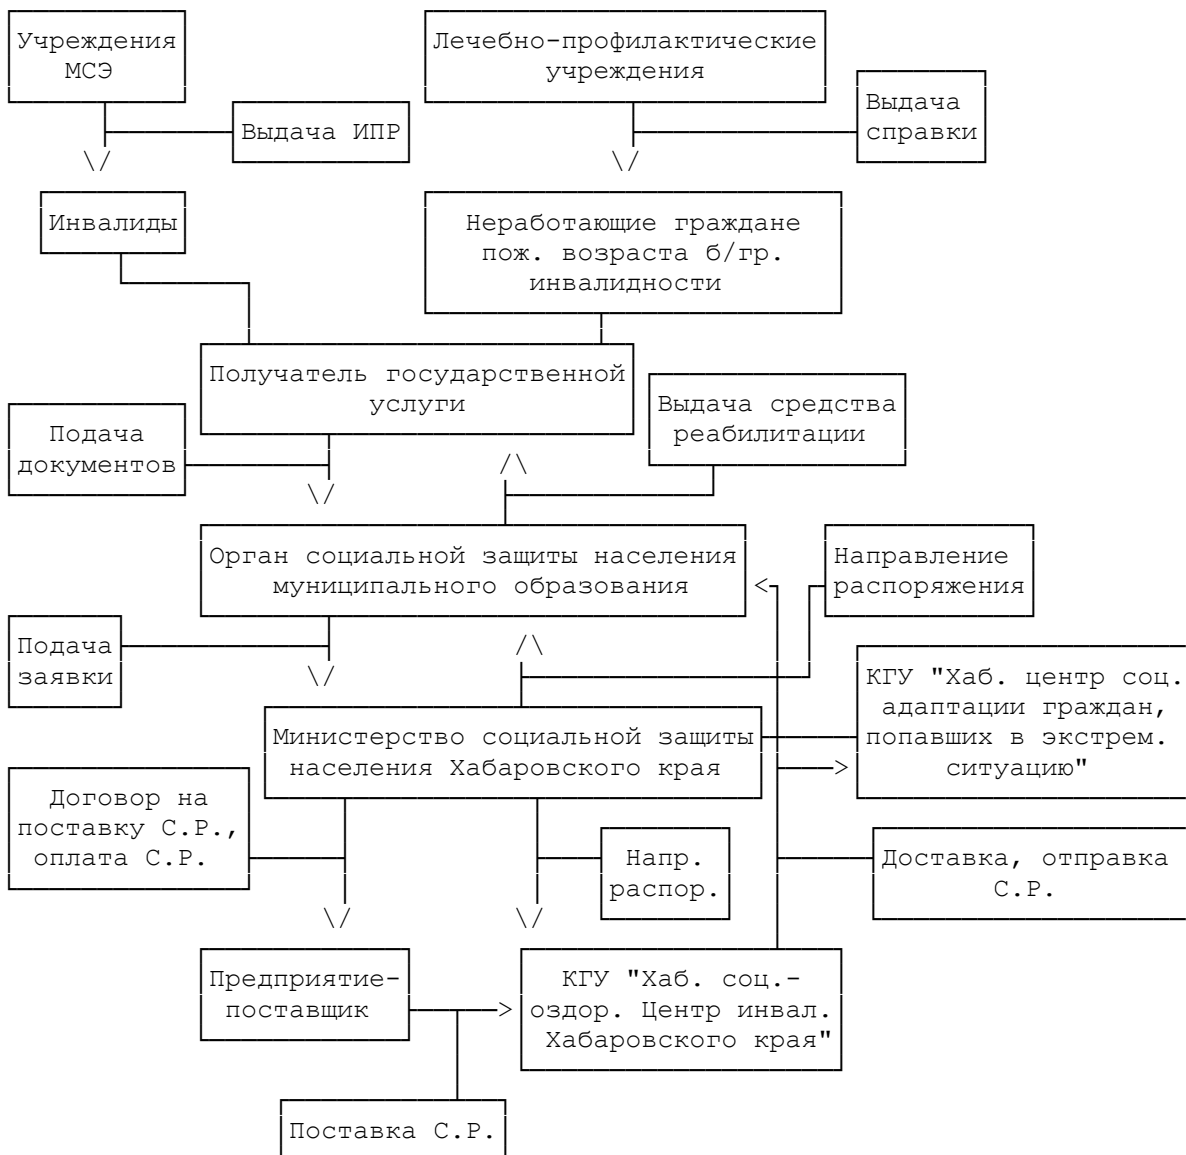 Учреждения
МСЭ
Лечебно-профилактические
учреждения
Выдача
справки
Выдача ИПР
Инвалиды
Неработающие граждане
пож. возраста б/гр.
инвалидности
Получатель государственной
услуги
Выдача средства
реабилитации
Подача
документов
Орган социальной защиты населения
муниципального образования
Направление
распоряжения
Подача
заявки
КГУ "Хаб. центр соц.
адаптации граждан,
попавших в экстрем.
ситуацию"
Министерство социальной защиты
населения Хабаровского края
Договор на
поставку С.Р.,
оплата С.Р.
Напр.
распор.
Доставка, отправка
С.Р.
Предприятие-
поставщик
КГУ "Хаб. соц.-
оздор. Центр инвал.
Хабаровского края"
Поставка С.Р.